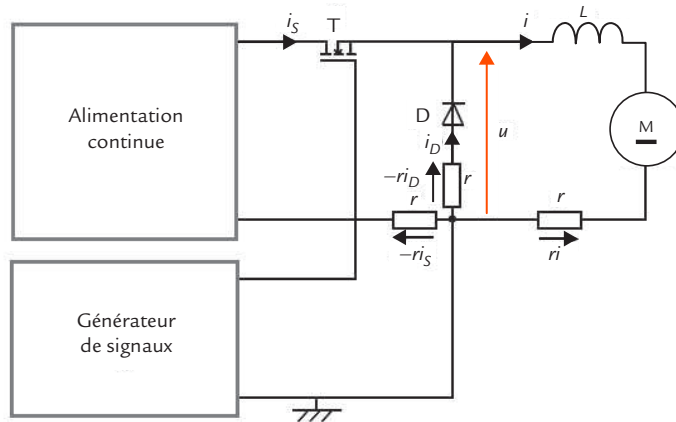 i_S
T
i
L
Alimentation
continue
D
i_D
u
M
−ri_D
r
r
r
−ri_S
ri
Générateur
de signaux